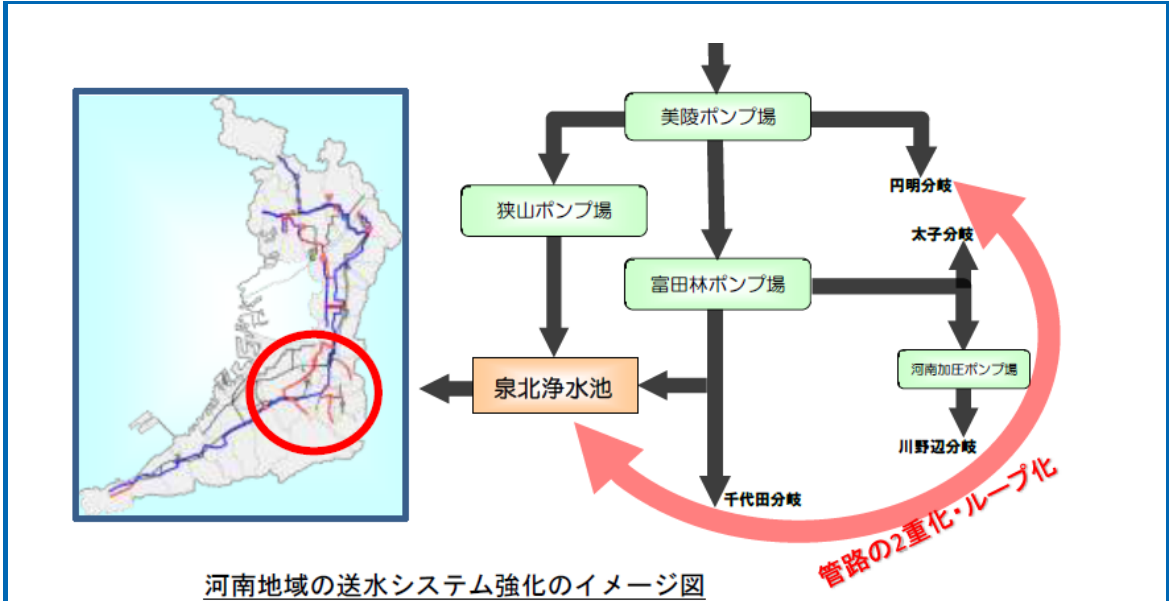 美陵ポンプ場
円明分岐
狭山ポンプ場
太子分岐
富田林ポンプ場
河南加圧ポンプ場
泉北浄水池
川野辺分岐
千代田分岐
管路の2重化・ループ化
河南地域の送水システム強化のイメージ図